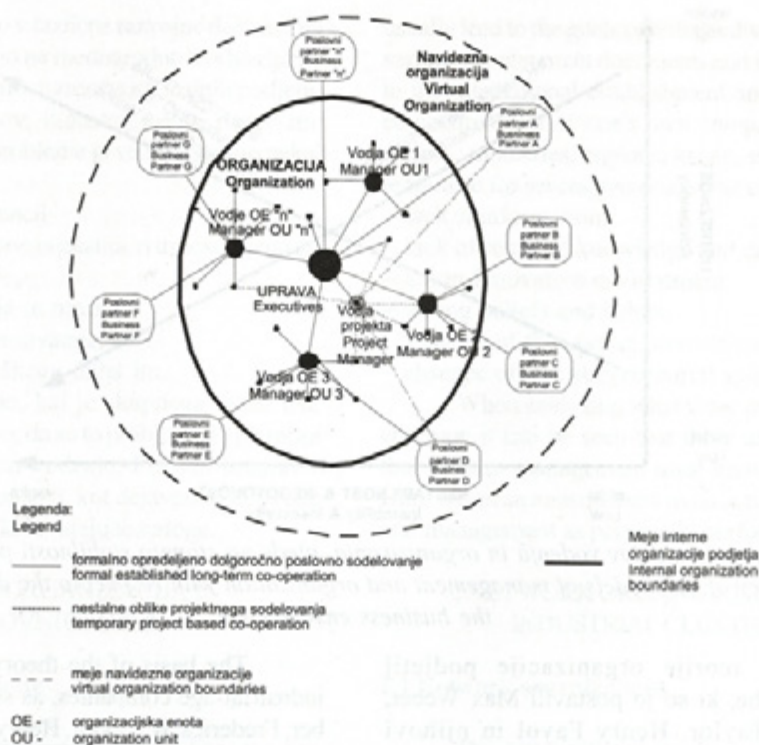 Poslovni
partner "n"
Business
Partner "n"
Navidezna
organizacija
Virtual
Organization
Poslovni
partner A
Business
Partner A
Poslovni
partner G
Business
Partner G
ORGANIZACIJA
Organization
Vodja OE 1
Manager OU1
Vodje OE "n"
Manager OU "n"
Poslovni
partner B
Business
Partner B
UPRAVA
Executives
Vodja
projekta
Project
Manager
Vodja OE 2
Manager OU 2
Poslovni
partner F
Business
Partner F
Poslovni
partner C
Business
Partner C
Vodja OE 3
Manager OU 3
Poslovni
partner E
Business
Partner E
Poslovni
partner D
Business
Partner D
Legenda:
Legend
formalno opredeljeno dolgoročno poslovno sodelovanje
formal established long-term co-operation
nestalne oblike projektnega sodelovanja
temporary project based co-operation
meje navidezne organizacije
virtual organization boundaries
OE - organizacijska enota
OU - organization unit
Meje interne
organizacije podjetja
Internal organization
boundaries